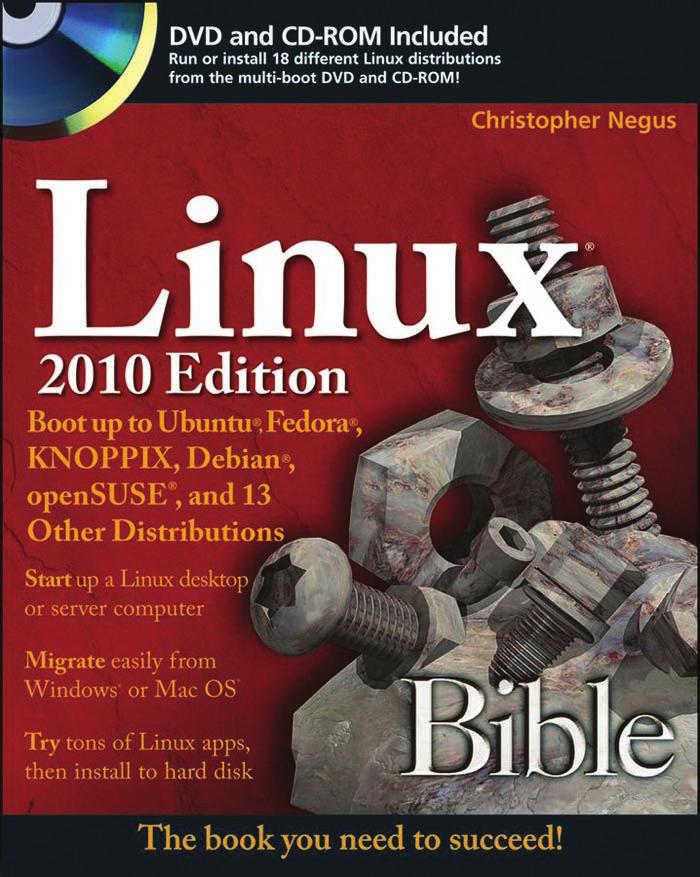 DVD and CD-ROM Included
Run or install 18 different Linux distributions
from the multi-boot DVD and CD-ROM!
Christopher Negus
Linux®
2010 Edition
Boot up to Ubuntu®, Fedora®,
KNOPPIX, Debian®,
openSUSE®, and 13
Other Distributions
Start up a Linux desktop
or server computer
Migrate easily from
Windows® or Mac OS®
Try tons of Linux apps,
then install to hard disk
Bible
The book you need to succeed!